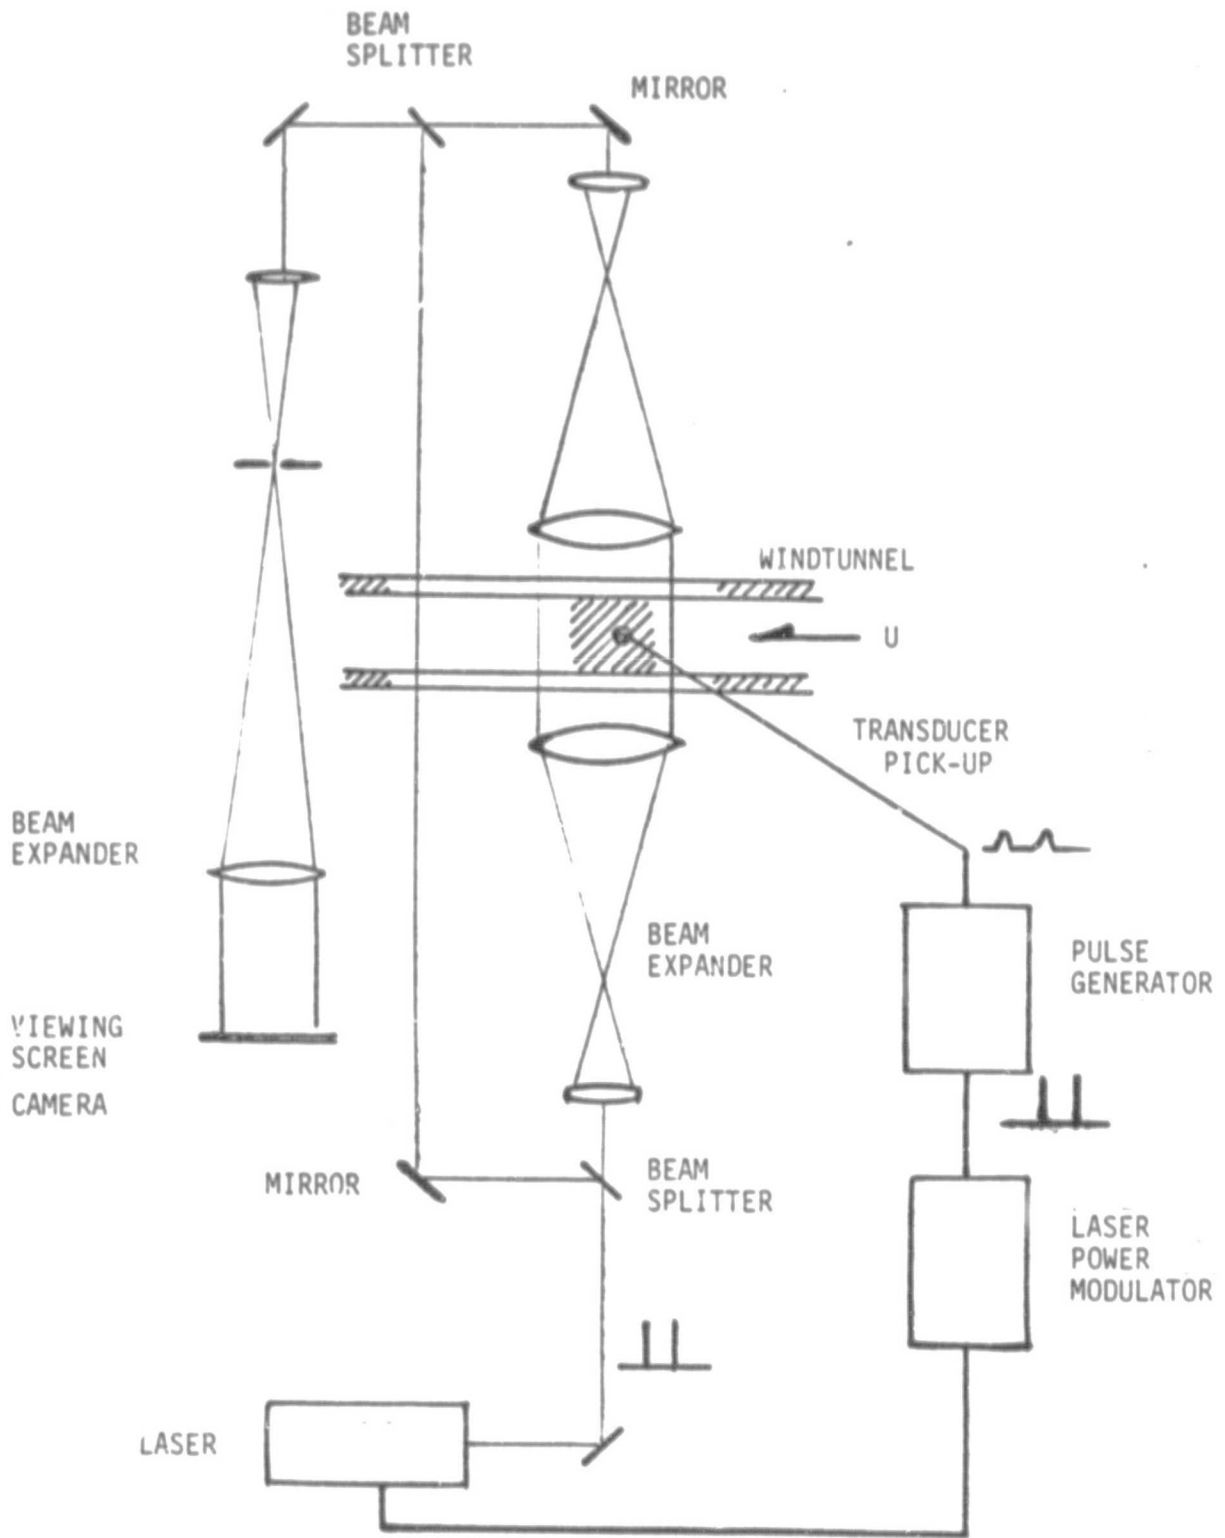 BEAM
SPLITTER
MIRROR
WINDTUNNEL
U
TRANSDUCER
PICK-UP
BEAM
EXPANDER
BEAM
EXPANDER
PULSE
GENERATOR
VIEWING
SCREEN
CAMERA
MIRROR
BEAM
SPLITTER
LASER
POWER
MODULATOR
LASER